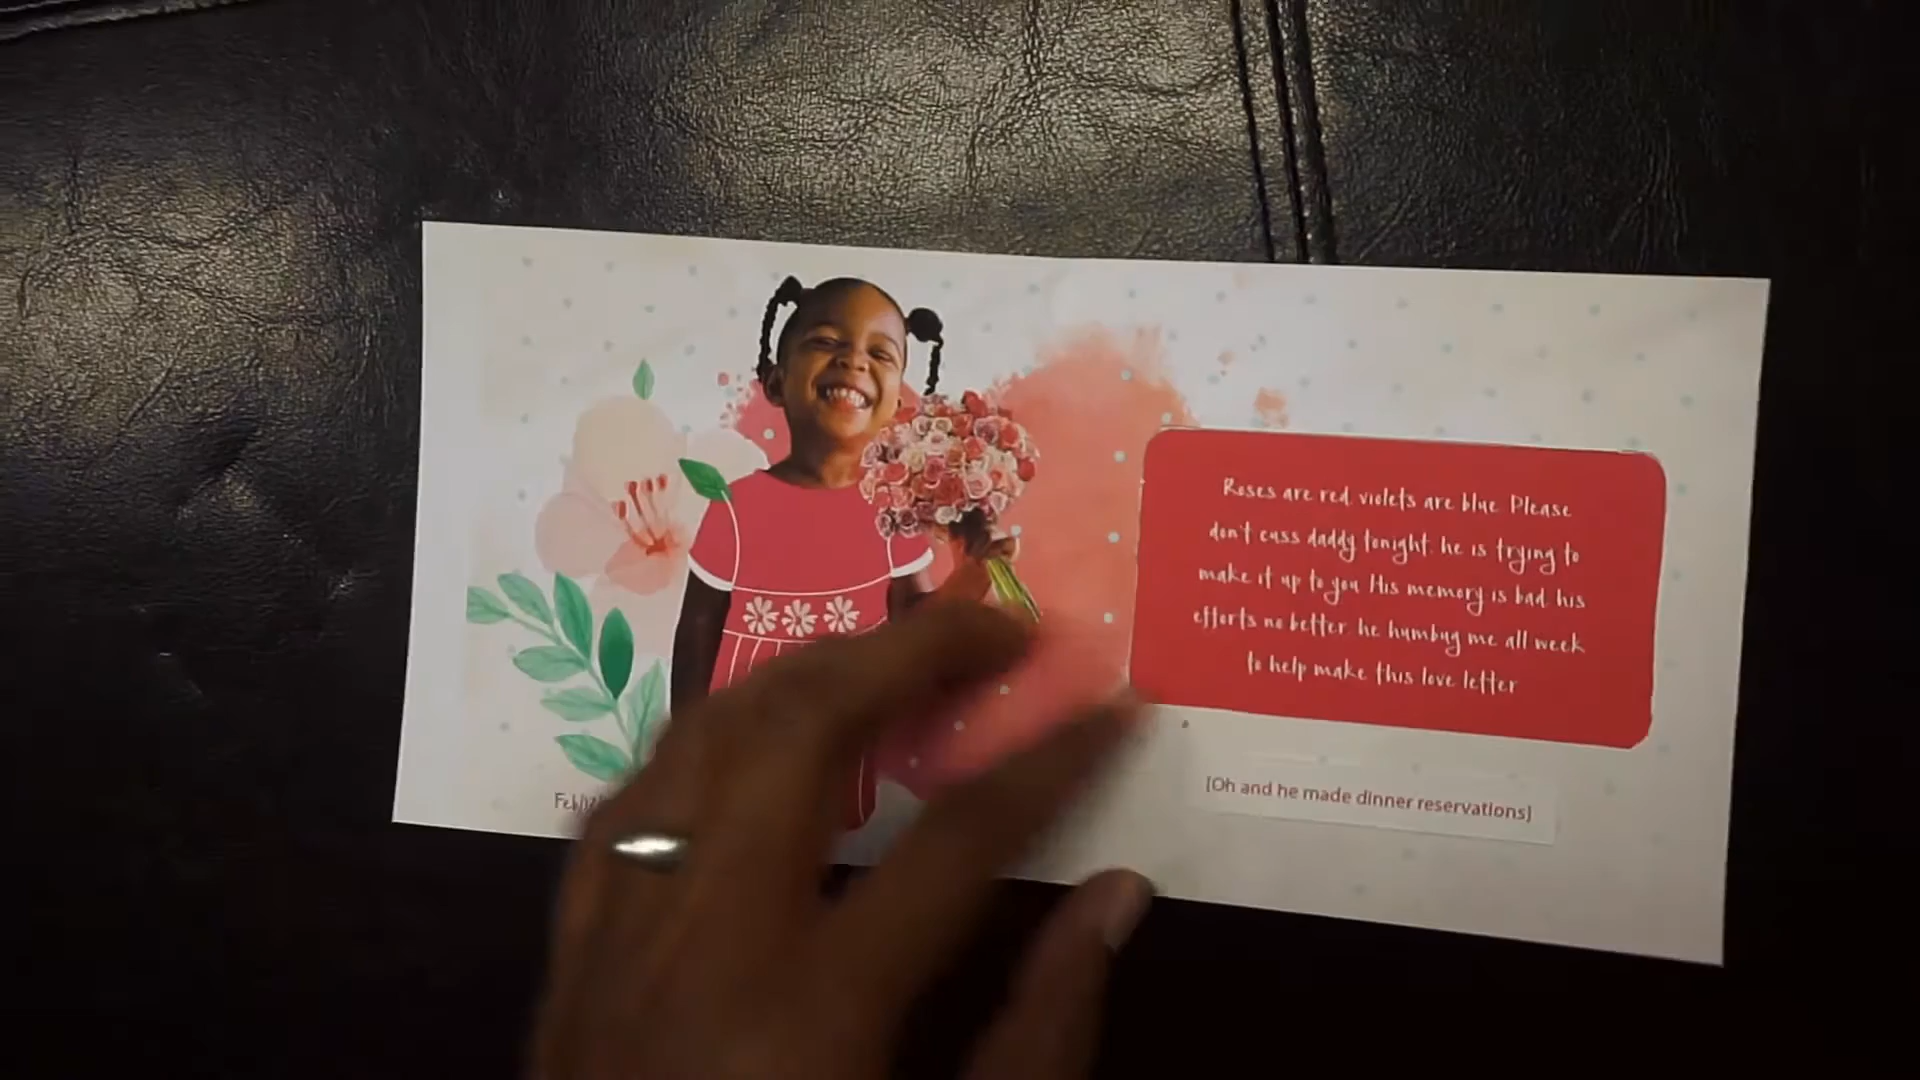 Roses are red, violets are blue. Please
don't cuss daddy tonight, he is trying to
make it up to you. His memory is bad, his
efforts no better, he humbug me all week
to help make this love letter
[Oh and he made dinner reservations]